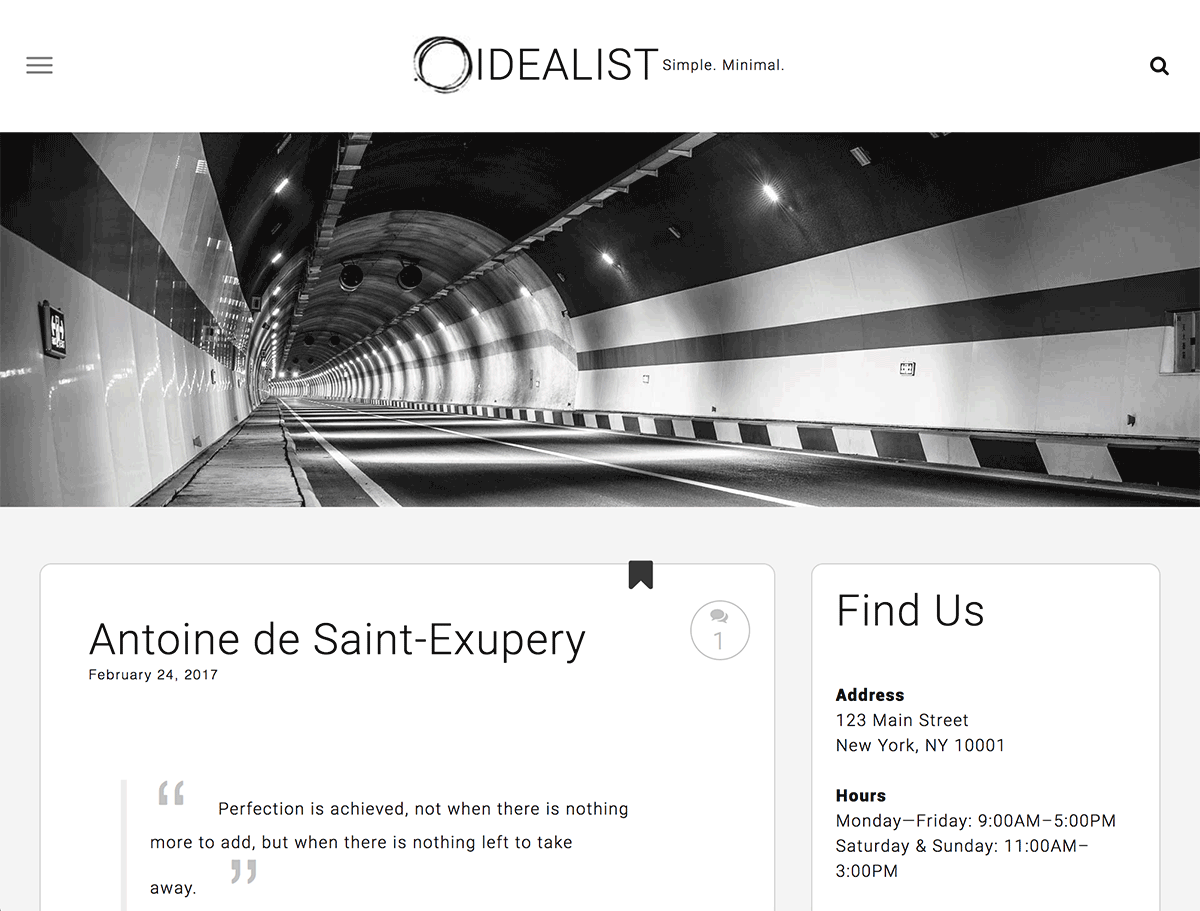 IDEALIST Simple. Minimal.
Antoine de Saint-Exupery
February 24, 2017
1
“ Perfection is achieved, not when there is nothing
more to add, but when there is nothing left to take
away. ”
Find Us
Address
123 Main Street
New York, NY 10001
Hours
Monday—Friday: 9:00AM–5:00PM
Saturday & Sunday: 11:00AM–
3:00PM